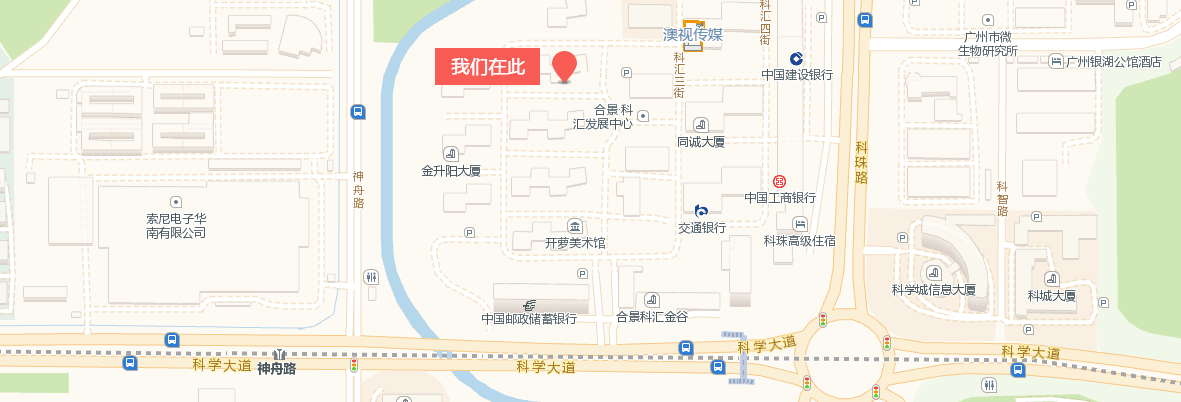 科汇四街
澳视传媒
广州市微
生物研究所
我们在此
科汇三街
中国建设银行
广州银湖公馆酒店
P
P
P
P
合景·科
汇发展中心
同诚大厦
科珠路
金升阳大厦
神舟路
中国工商银行
科智路
索尼电子华
南有限公司
交通银行
P
P
P
开萝美术馆
科珠高级住宿
P
科学城信息大厦
科城大厦
P
中国邮政储蓄银行
合景科汇金谷
P
科学大道
科学大道
科学大道
科学大道
神舟路